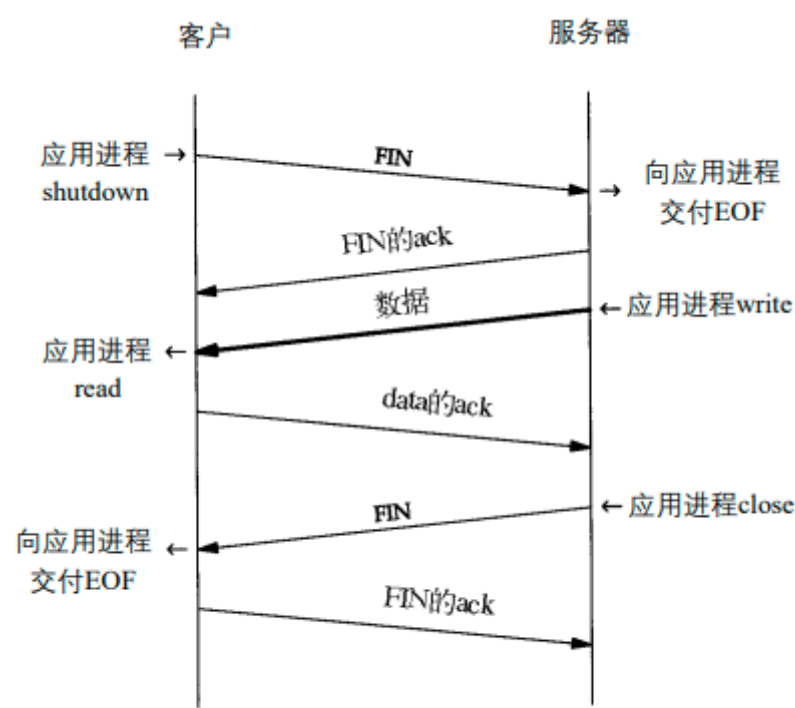 客户
服务器
应用进程 →
shutdown
FIN
→ 向应用进程
交付EOF
FIN的ack
数据
←应用进程write
应用进程 ←
read
data的ack
FIN
←应用进程close
向应用进程 ←
交付EOF
FIN的ack